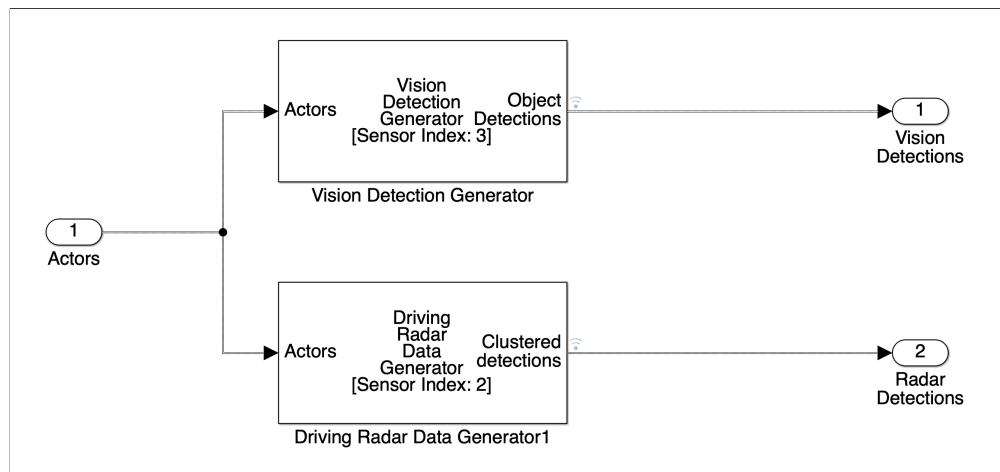 Actors
Vision
Detection
Generator
[Sensor Index: 3]
Object
Detections
Vision Detection Generator
1
Vision
Detections
1
Actors
Actors
Driving
Radar
Data
Generator
[Sensor Index: 2]
Clustered
detections
Driving Radar Data Generator1
2
Radar
Detections